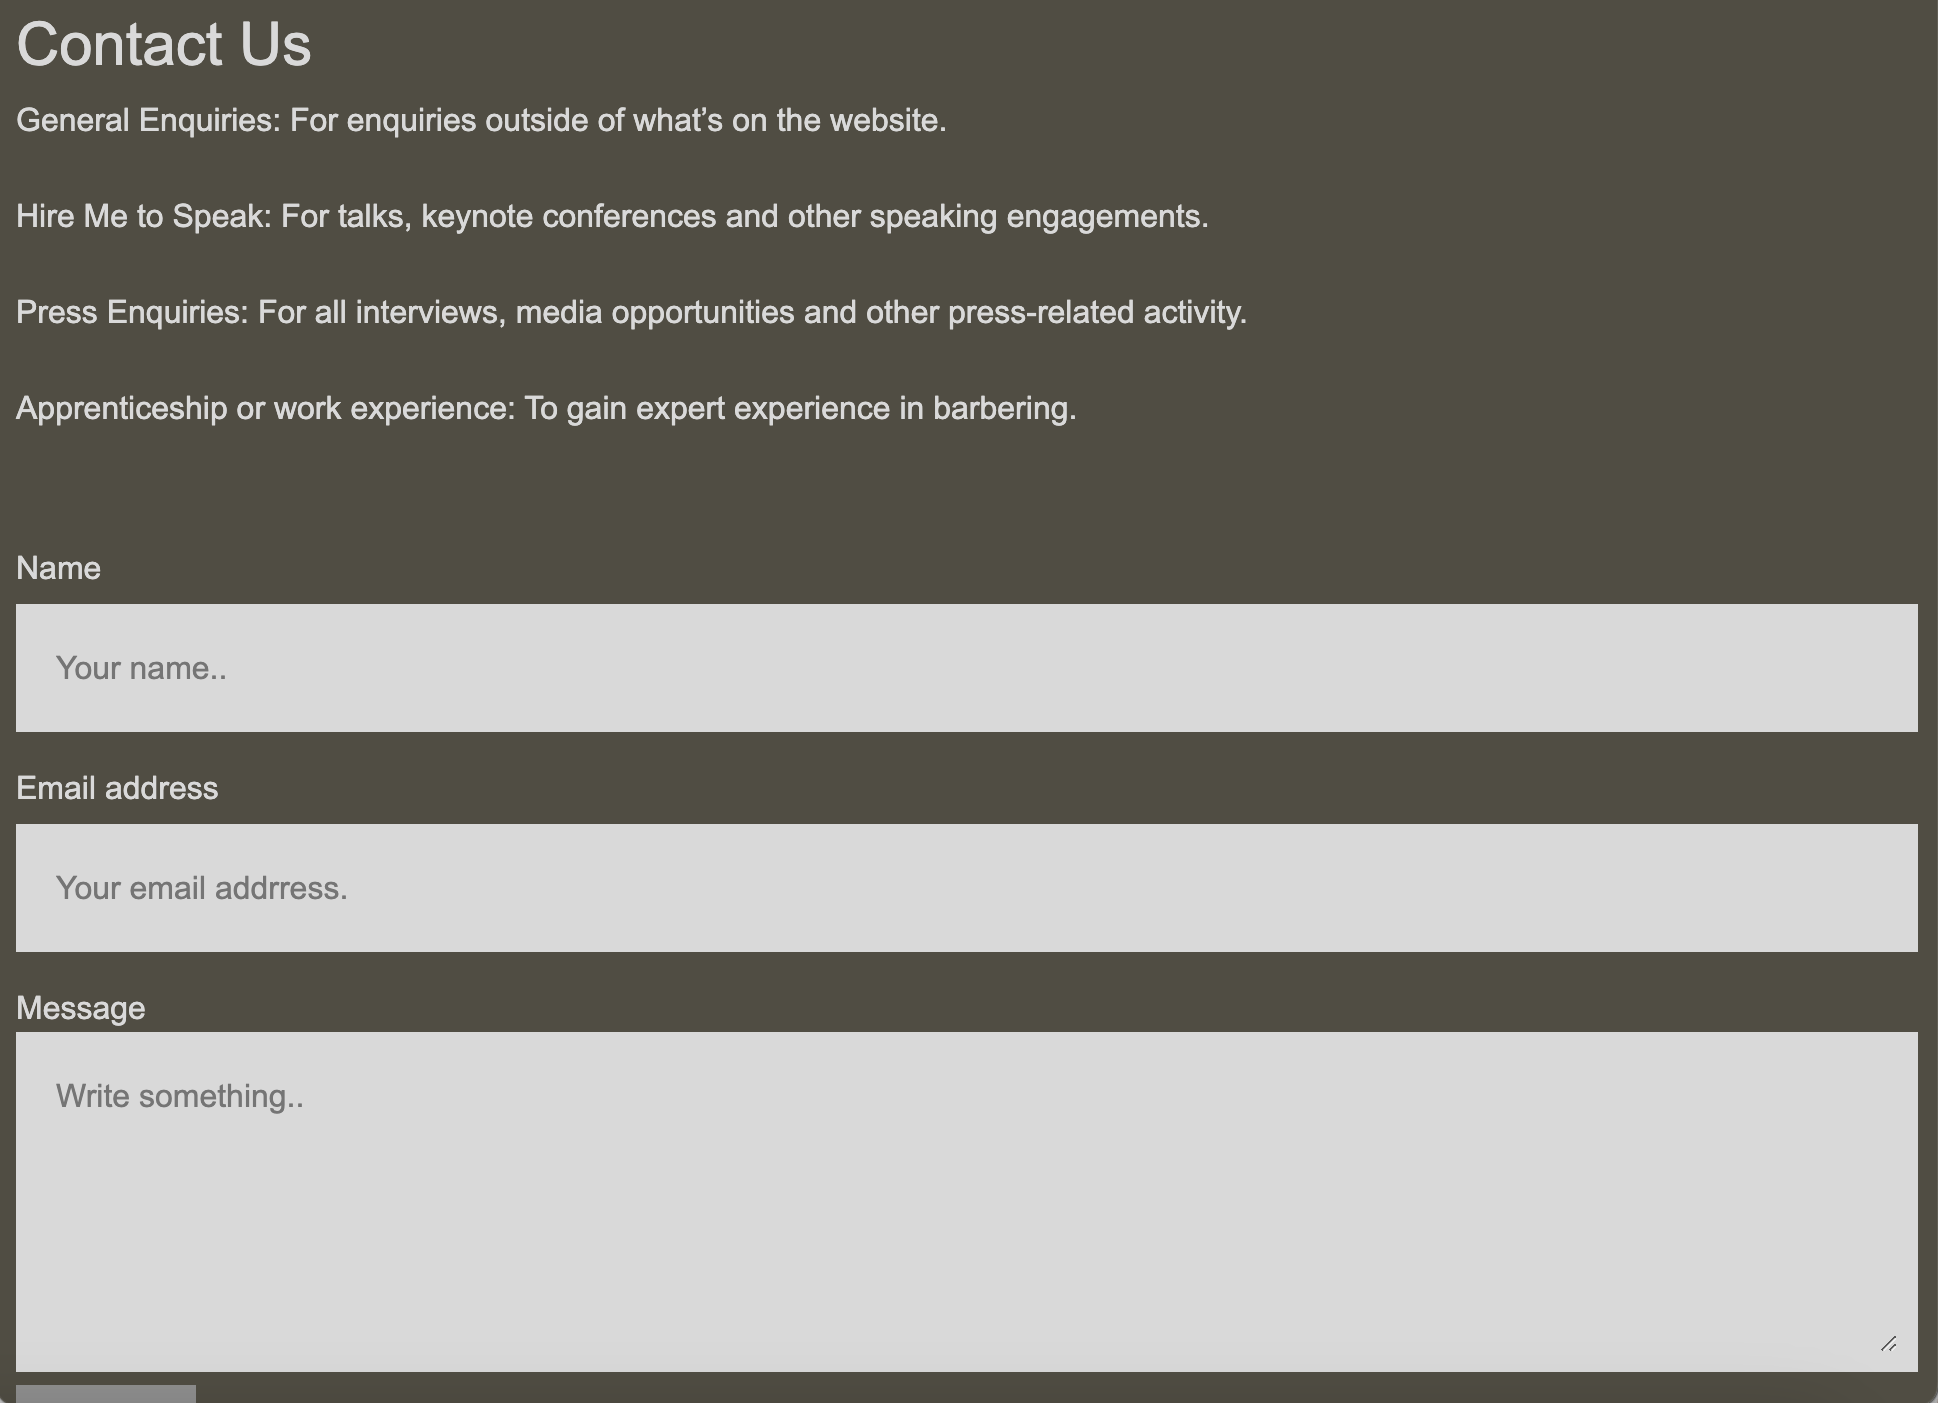 Contact Us
General Enquiries: For enquiries outside of what’s on the website.
Hire Me to Speak: For talks, keynote conferences and other speaking engagements.
Press Enquiries: For all interviews, media opportunities and other press-related activity.
Apprenticeship or work experience: To gain expert experience in barbering.
Name
Your name..
Email address
Your email addrress.
Message
Write something..